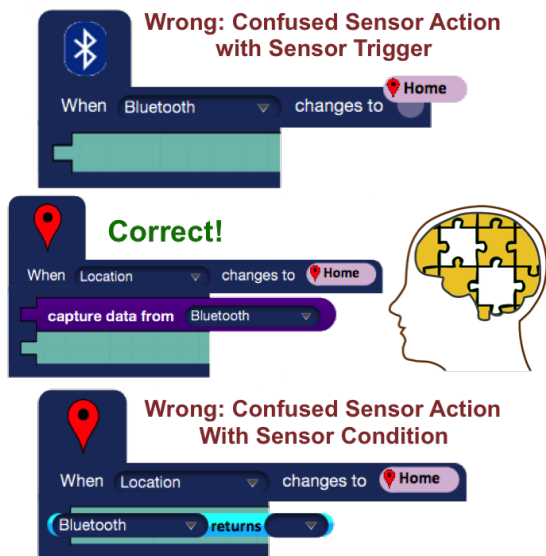 Wrong: Confused Sensor Action
with Sensor Trigger
When Bluetooth changes to Home
Correct!
When Location changes to Home
capture data from Bluetooth
Wrong: Confused Sensor Action
With Sensor Condition
When Location changes to Home
Bluetooth returns